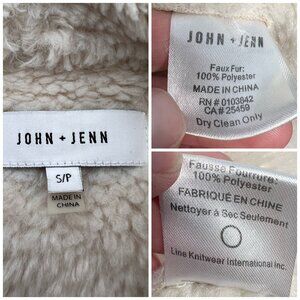 JOHN + JENN
S/P
MADE IN
CHINA
JOHN + JENN
Faux Fur:
100% Polyester
MADE IN CHINA
RN # 0103842
CA # 25459
Dry Clean Only
Fausse Fourrure:
100% Polyester
FABRIQUÉ EN CHINE
Nettoyer à Sec Seulement
Line Knitwear International Inc.